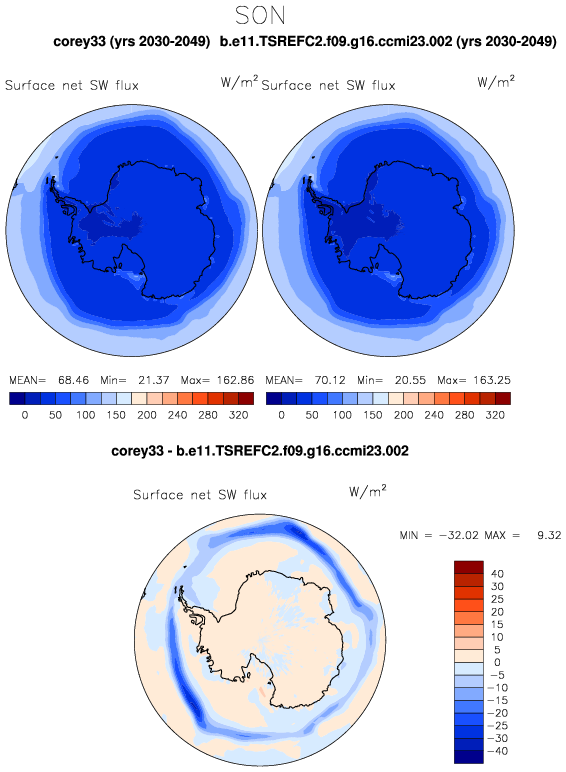 SON
corey33 (yrs 2030-2049) b.e11.TSREFC2.f09.g16.ccmi23.002 (yrs 2030-2049)
Surface net SW flux W/m² Surface net SW flux W/m²
MEAN= 68.46 Min= 21.37 Max= 162.86 MEAN= 70.12 Min= 20.55 Max= 163.25
0 50 100 150 200 240 280 320 0 50 100 150 200 240 280 320
corey33 - b.e11.TSREFC2.f09.g16.ccmi23.002
Surface net SW flux W/m²
MIN = −32.02 MAX = 9.32
40
30
25
20
15
10
5
0
−5
−10
−15
−20
−25
−30
−40